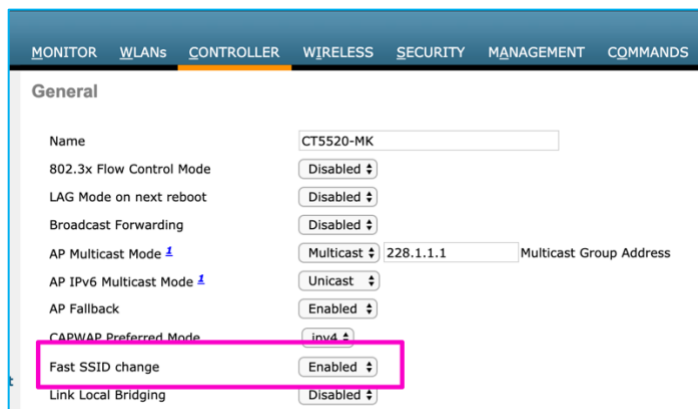 MONITOR WLANs CONTROLLER WIRELESS SECURITY MANAGEMENT COMMANDS
General
Name CT5520-MK
802.3x Flow Control Mode Disabled
LAG Mode on next reboot Disabled
Broadcast Forwarding Disabled
AP Multicast Mode 1 Multicast 228.1.1.1 Multicast Group Address
AP IPv6 Multicast Mode 1 Unicast
AP Fallback Enabled
CAPWAP Preferred Mode ipv4
Fast SSID change Enabled
Link Local Bridging Disabled